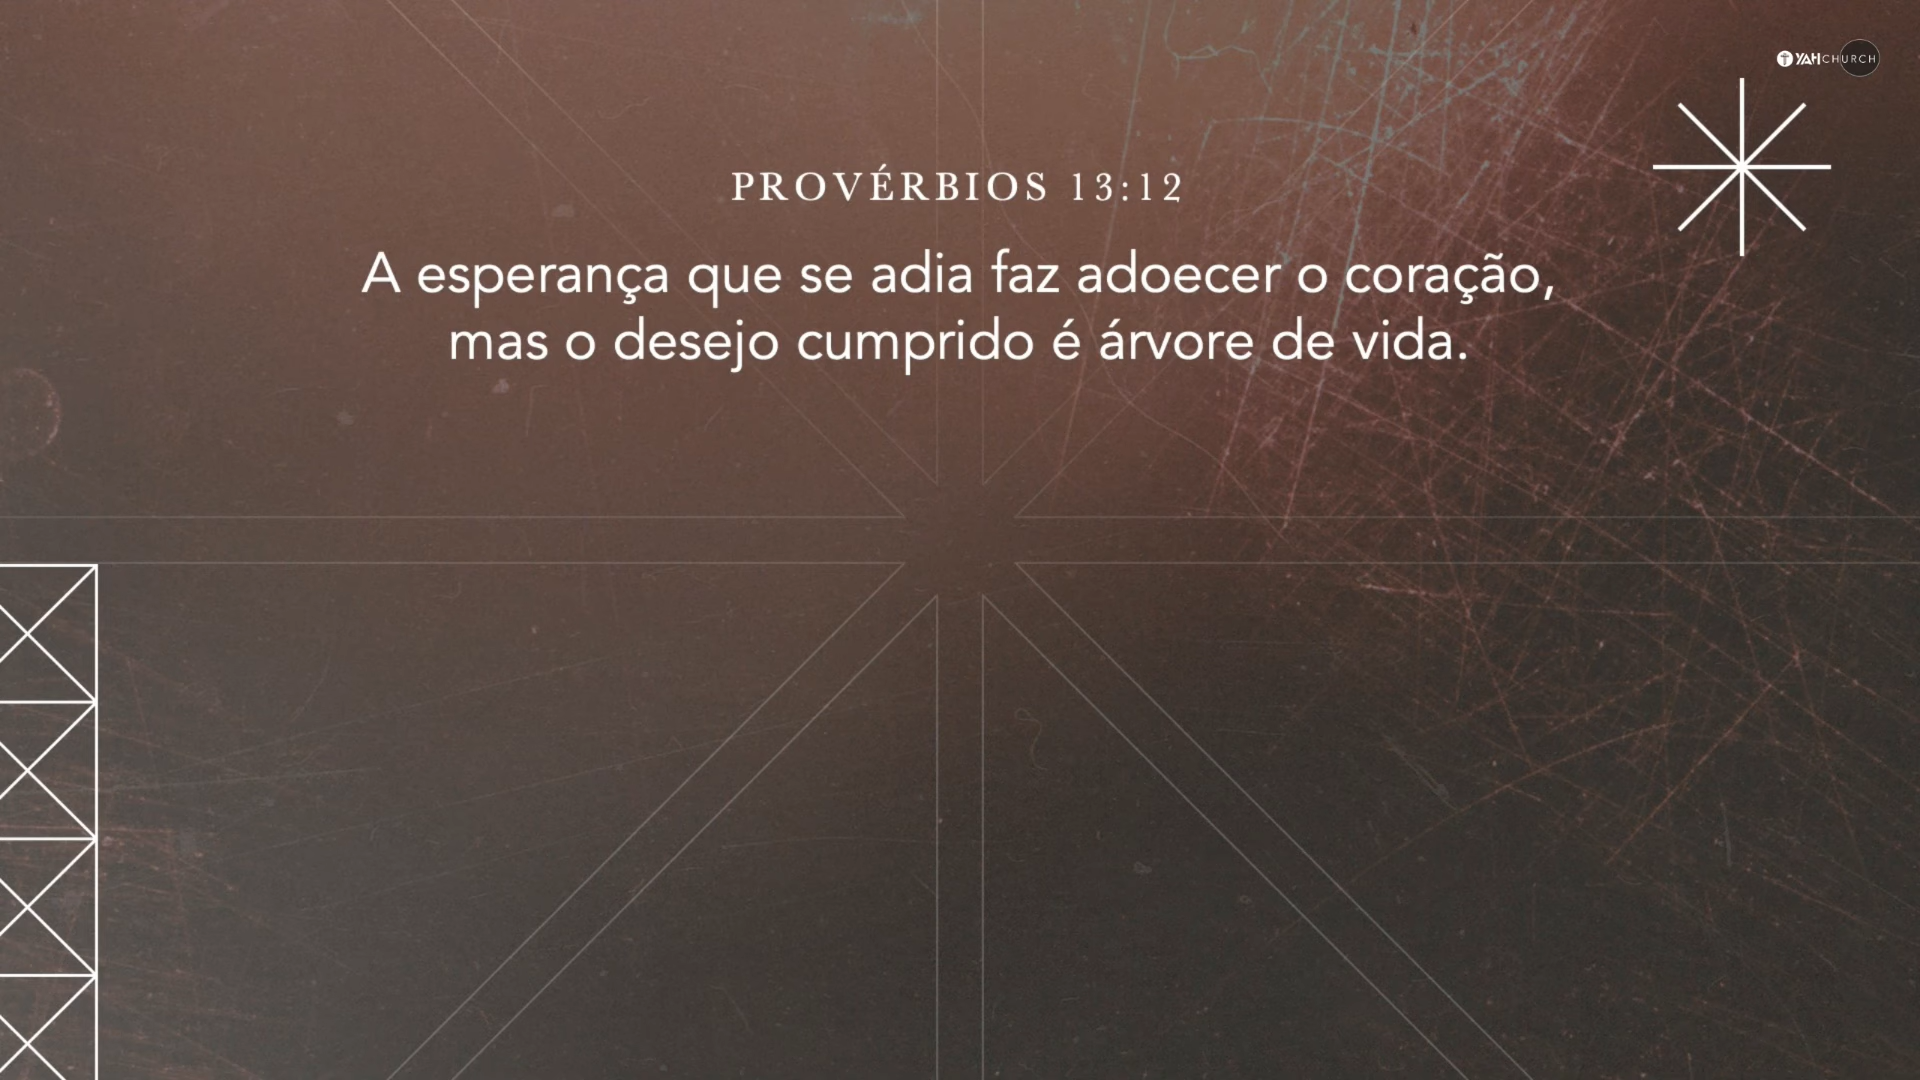 YAHCHURCH
PROVÉRBIOS 13:12
A esperança que se adia faz adoecer o coração,
mas o desejo cumprido é árvore de vida.